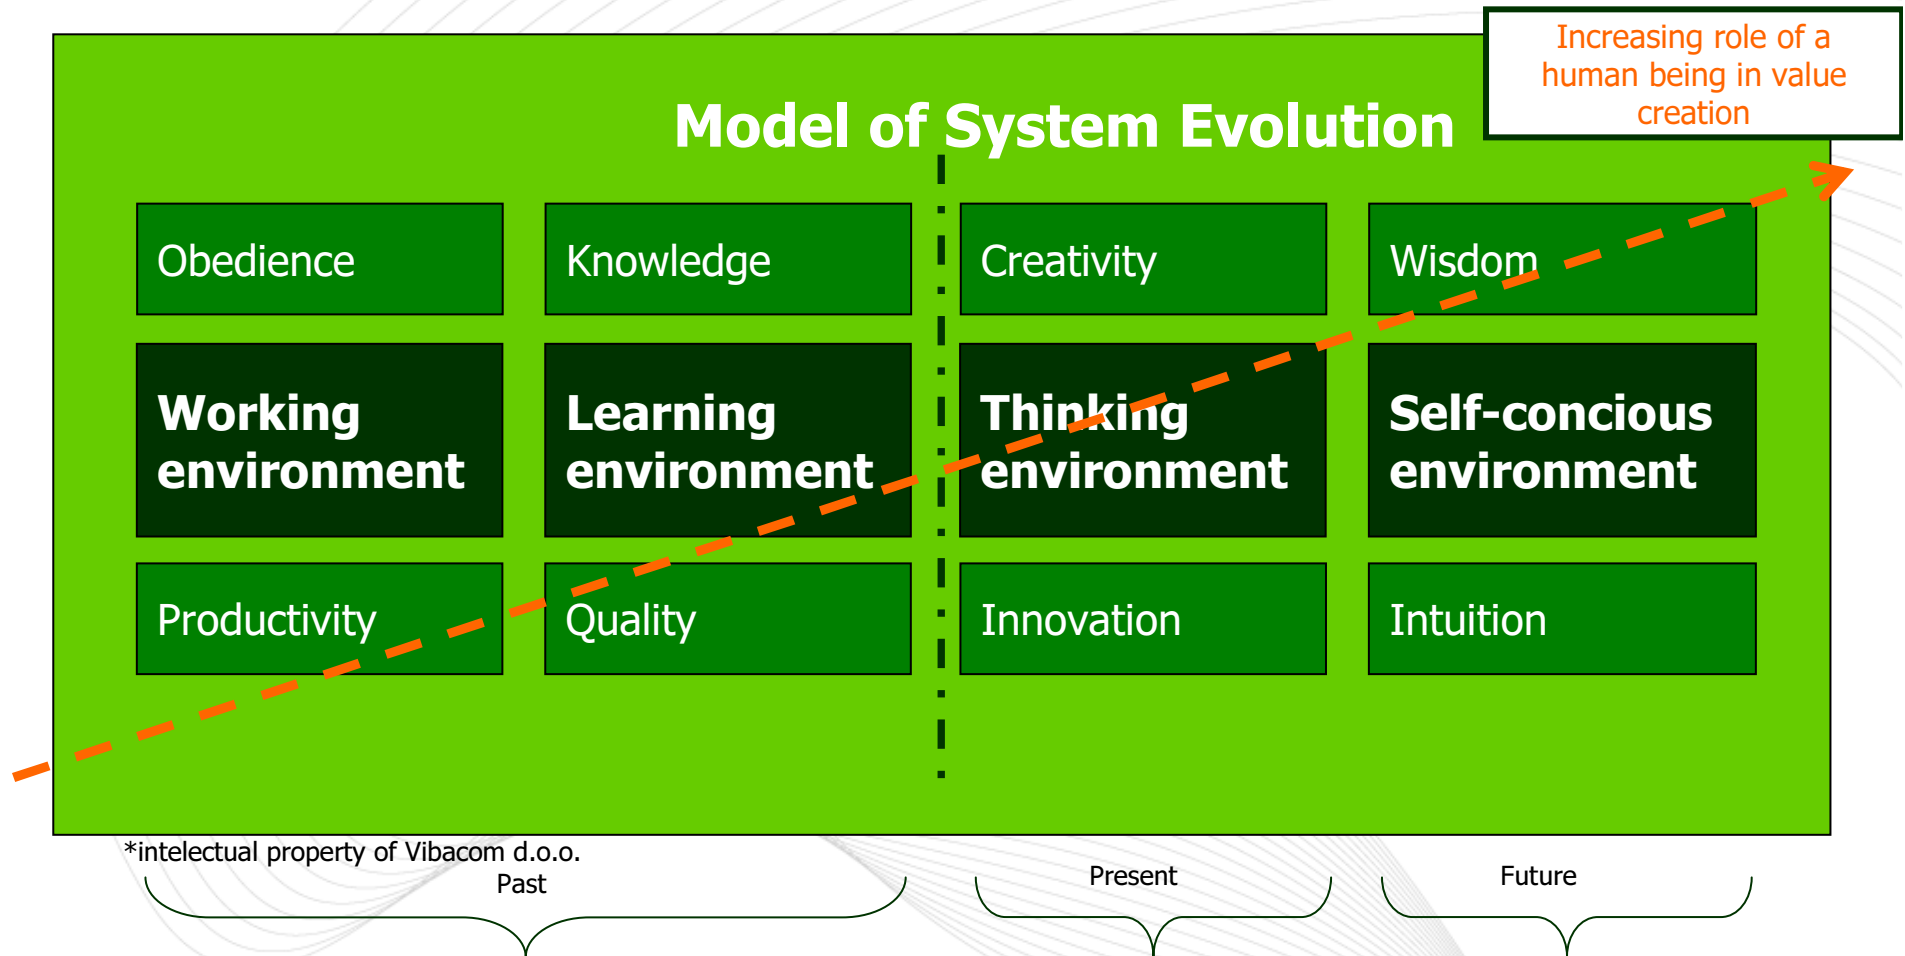 Increasing role of a
human being in value
creation
Model of System Evolution
Obedience
Knowledge
Creativity
Wisdom
Working
environment
Learning
environment
Thinking
environment
Self-concious
environment
Productivity
Quality
Innovation
Intuition
*intelectual property of Vibacom d.o.o.
Past
Present
Future